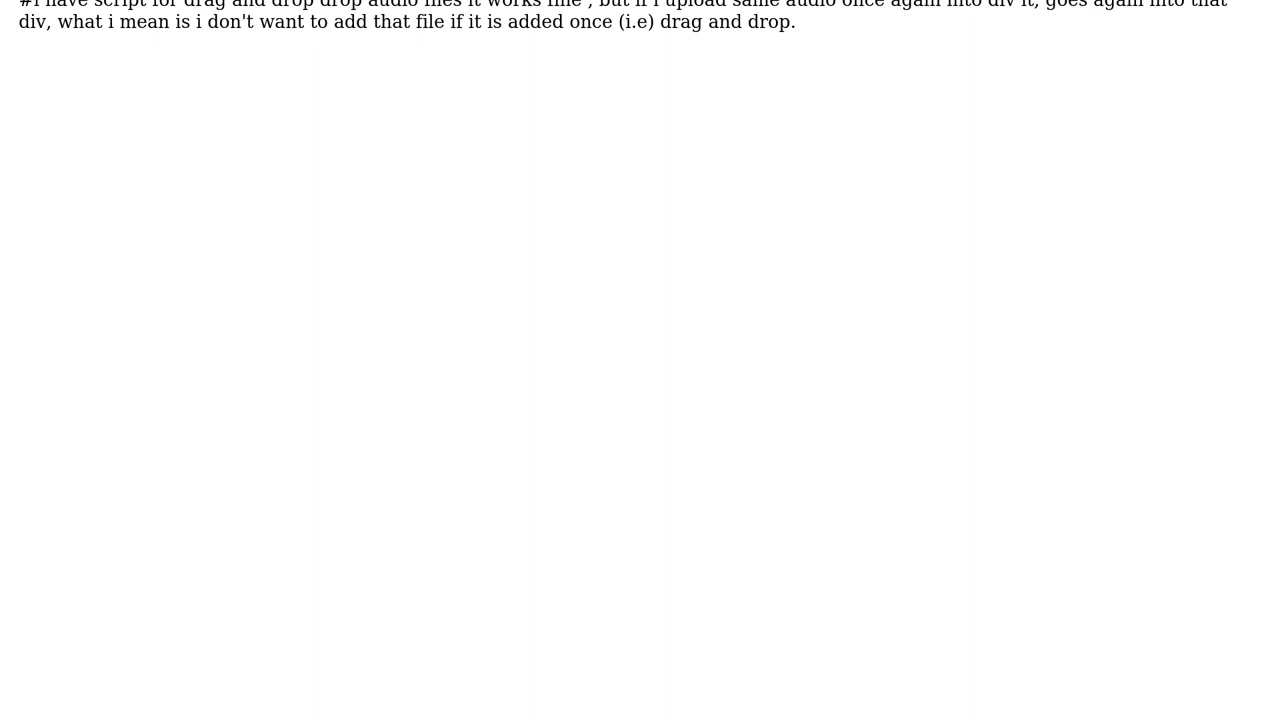 #i have script for drag and drop drop audio files it works fine , but if i upload same audio once again into div it, goes again into that
div, what i mean is i don't want to add that file if it is added once (i.e) drag and drop.